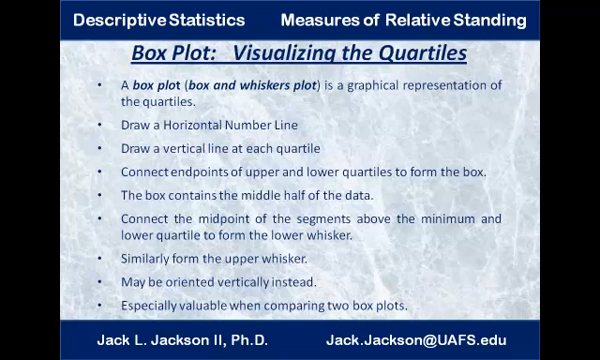 Descriptive Statistics Measures of Relative Standing
Box Plot: Visualizing the Quartiles
• A box plot (box and whiskers plot) is a graphical representation of
the quartiles.
• Draw a Horizontal Number Line
• Draw a vertical line at each quartile
• Connect endpoints of upper and lower quartiles to form the box.
• The box contains the middle half of the data.
• Connect the midpoint of the segments above the minimum and
lower quartile to form the lower whisker.
• Similarly form the upper whisker.
• May be oriented vertically instead.
• Especially valuable when comparing two box plots.
Jack L. Jackson II, Ph.D. Jack.Jackson@UAFS.edu